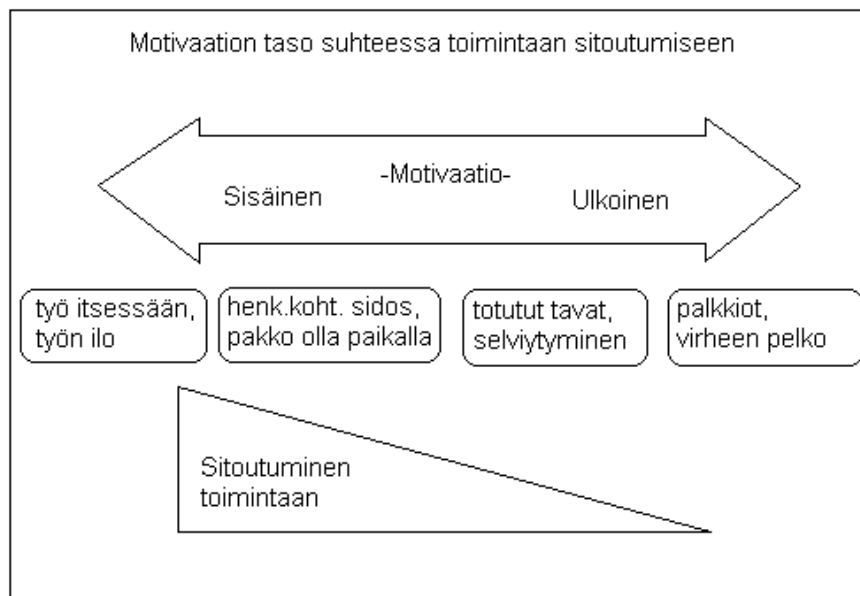 Motivaation taso suhteessa toimintaan sitoutumiseen
-Motivaatio-
Sisäinen
Ulkoinen
työ itsessään,
työn ilo
henk.koht. sidos,
pakko olla paikalla
totutut tavat,
selviytyminen
palkkiot,
virheen pelko
Sitoutuminen
toimintaan